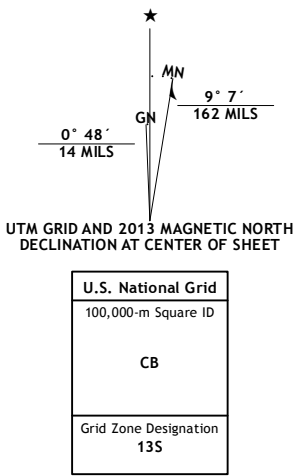 ★
MN
GN
9° 7´
162 MILS
0° 48´
14 MILS
UTM GRID AND 2013 MAGNETIC NORTH
DECLINATION AT CENTER OF SHEET
U.S. National Grid
100,000-m Square ID
CB
Grid Zone Designation
13S